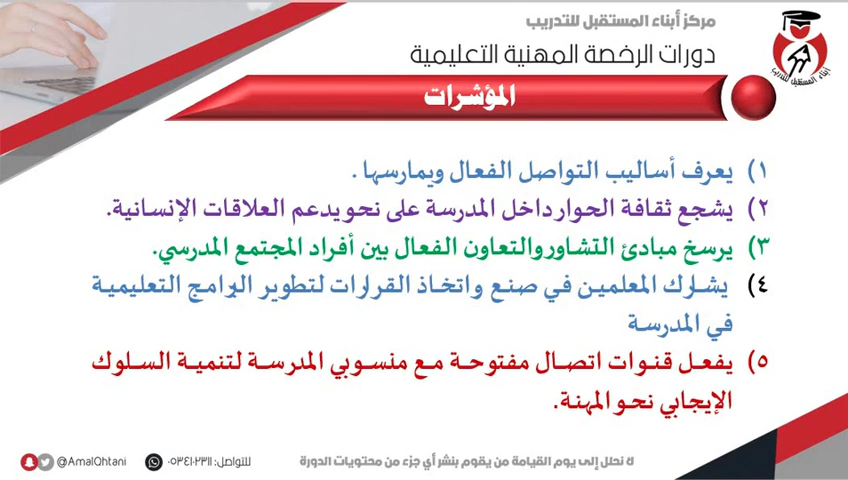 مركز أبناء المستقبل للتدريب
دورات الرخصة المهنية التعليمية
أبناء المستقبل للتدريب
المؤشرات
١) يعرف أساليب التواصل الفعال ويمارسها .
٢) يشجع ثقافة الحوار داخل المدرسة على نحو يدعم العلاقات الإنسانية.
٣) يرسخ مبادئ التشاور والتعاون الفعال بين أفراد المجتمع المدرسي.
٤) يشارك المعلمين في صنع واتخاذ القرارات لتطوير البرامج التعليمية
في المدرسة
٥) يفعل قنوات اتصال مفتوحة مع منسوبي المدرسة لتنمية السلوك
الإيجابي نحو المهنة.
لا نحلل إلى يوم القيامة من يقوم بنشر أي جزء من محتويات الدورة
للتواصل: ٠٥٣٤١٠٢٣١١
@AmalQhtani